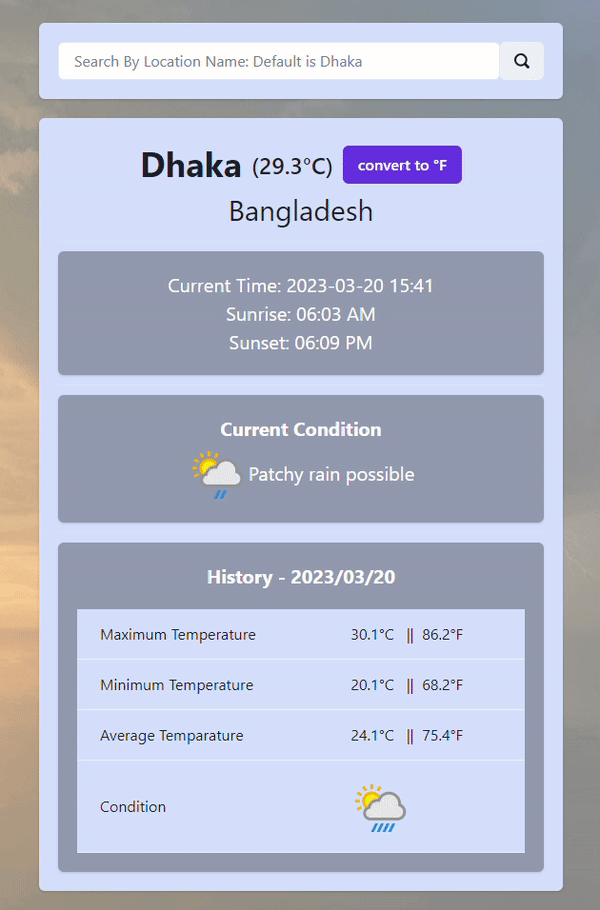 Search By Location Name: Default is Dhaka
Dhaka (29.3°C) convert to °F
Bangladesh
Current Time: 2023-03-20 15:41
Sunrise: 06:03 AM
Sunset: 06:09 PM
Current Condition
Patchy rain possible
History - 2023/03/20
Maximum Temperature 30.1°C || 86.2°F
Minimum Temperature 20.1°C || 68.2°F
Average Temparature 24.1°C || 75.4°F
Condition